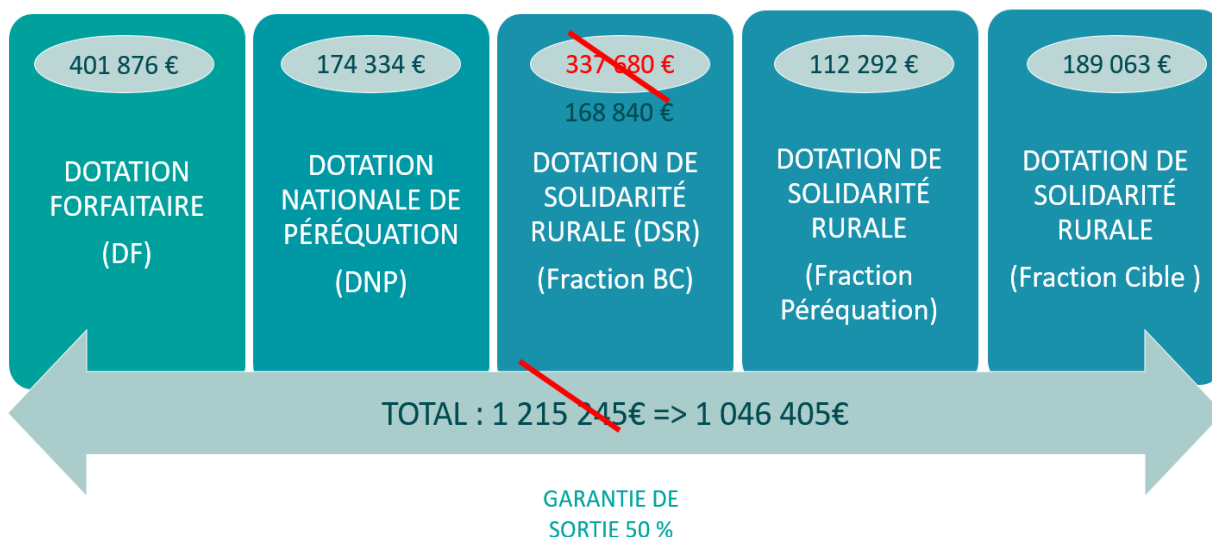 401 876 €
DOTATION
FORFAITAIRE
(DF)
174 334 €
DOTATION
NATIONALE DE
PÉRÉQUATION
(DNP)
337 680 €
168 840 €
DOTATION DE
SOLIDARITÉ
RURALE (DSR)
(Fraction BC)
112 292 €
DOTATION DE
SOLIDARITÉ
RURALE
(Fraction
Péréquation)
189 063 €
DOTATION DE
SOLIDARITÉ
RURALE
(Fraction Cible )
TOTAL : 1 215 245€ => 1 046 405€
GARANTIE DE
SORTIE 50 %